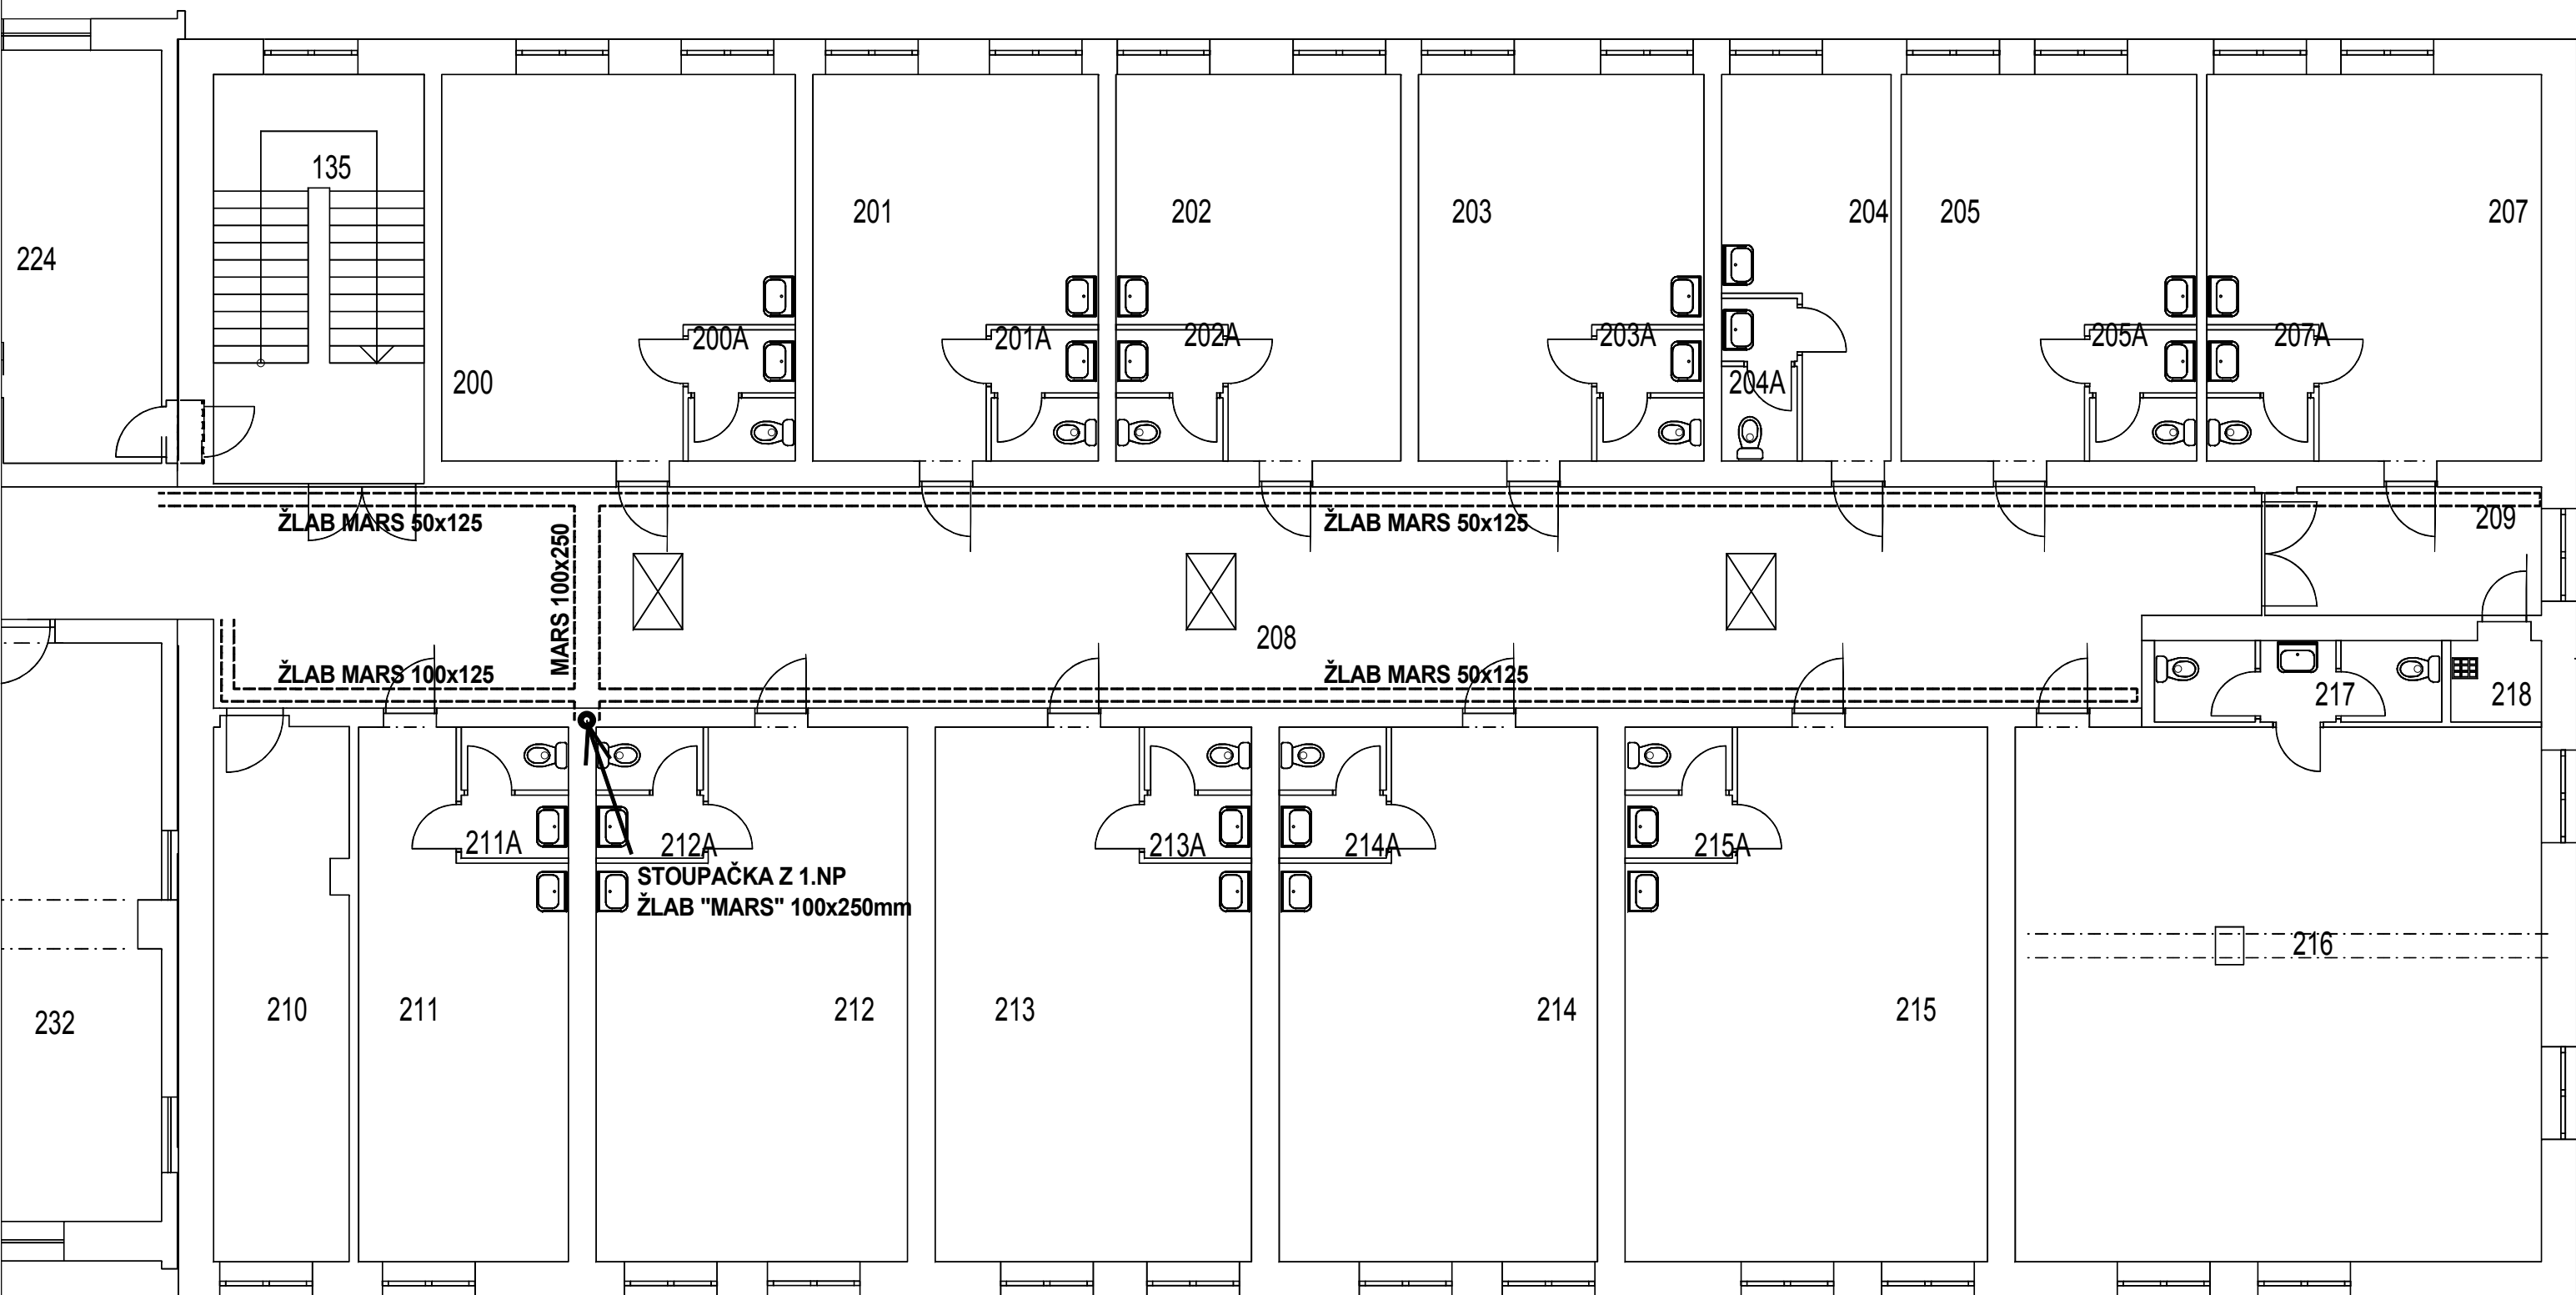 135
224
201
202
203
204
205
207
200A
201A
202A
203A
205A
207A
200
204A
ŽLAB MARS 50x125
MARS 100x250
ŽLAB MARS 50x125
209
208
ŽLAB MARS 100x125
ŽLAB MARS 50x125
217
218
211A
212A
213A
214A
215A
STOUPAČKA Z 1.NP
ŽLAB "MARS" 100x250mm
216
232
210
211
212
213
214
215